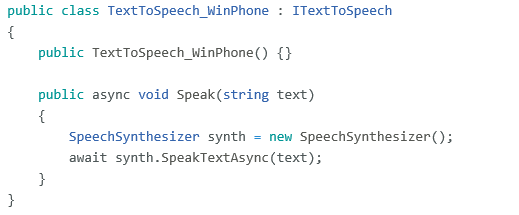 public class TextToSpeech_WinPhone : ITextToSpeech
{
    public TextToSpeech_WinPhone() {}

    public async void Speak(string text)
    {
        SpeechSynthesizer synth = new SpeechSynthesizer();
        await synth.SpeakTextAsync(text);
    }
}